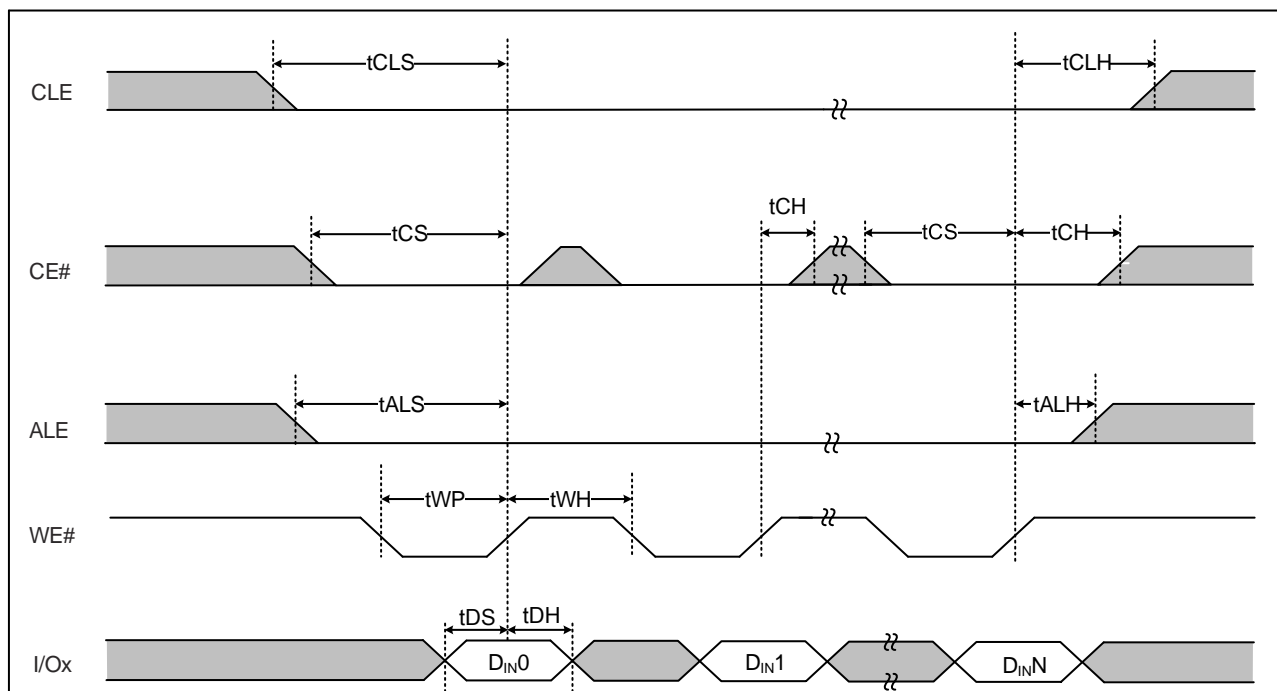 tCLS
tCLH
CLE
tCH
tCS
tCS
tCH
CE#
tALS
tALH
ALE
tWP
tWH
WE#
tDS
tDH
I/Ox
DIN0
DIN1
DINN